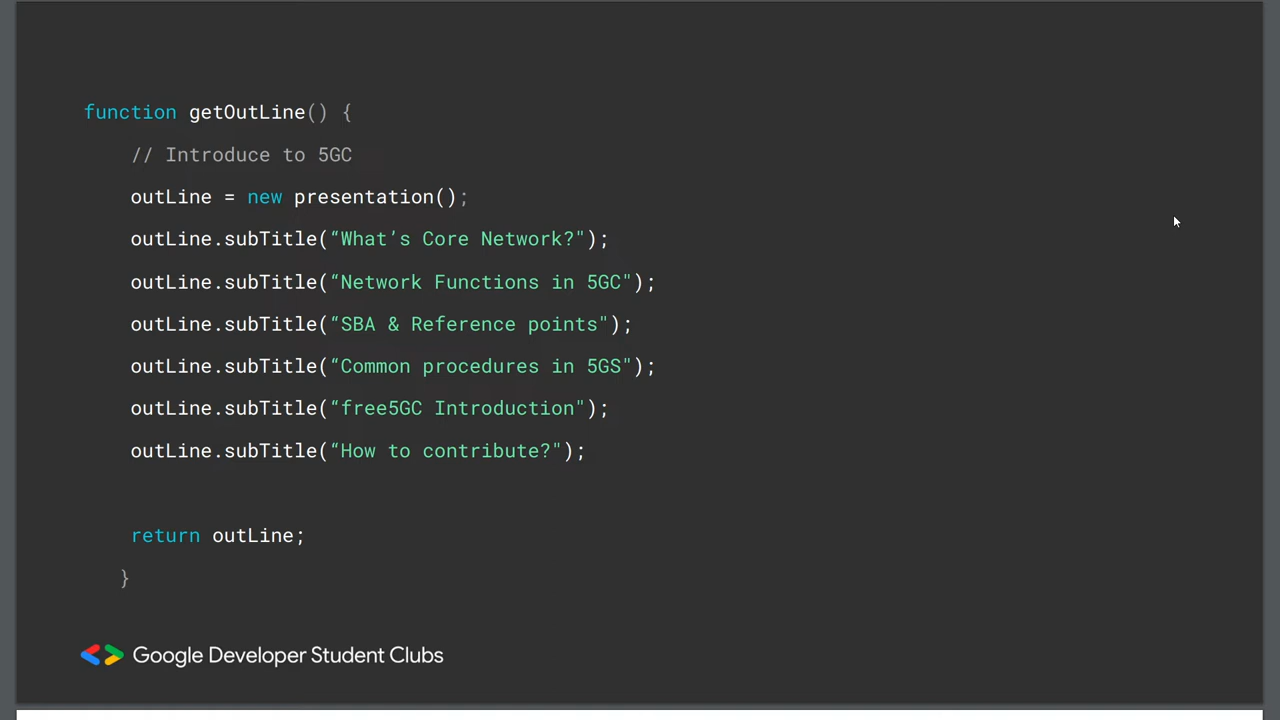 function getOutLine() {
// Introduce to 5GC
outLine = new presentation();
outLine.subTitle(“What’s Core Network?");
outLine.subTitle(“Network Functions in 5GC");
outLine.subTitle(“SBA & Reference points");
outLine.subTitle(“Common procedures in 5GS");
outLine.subTitle(“free5GC Introduction");
outLine.subTitle(“How to contribute?");
return outLine;
}
Google Developer Student Clubs